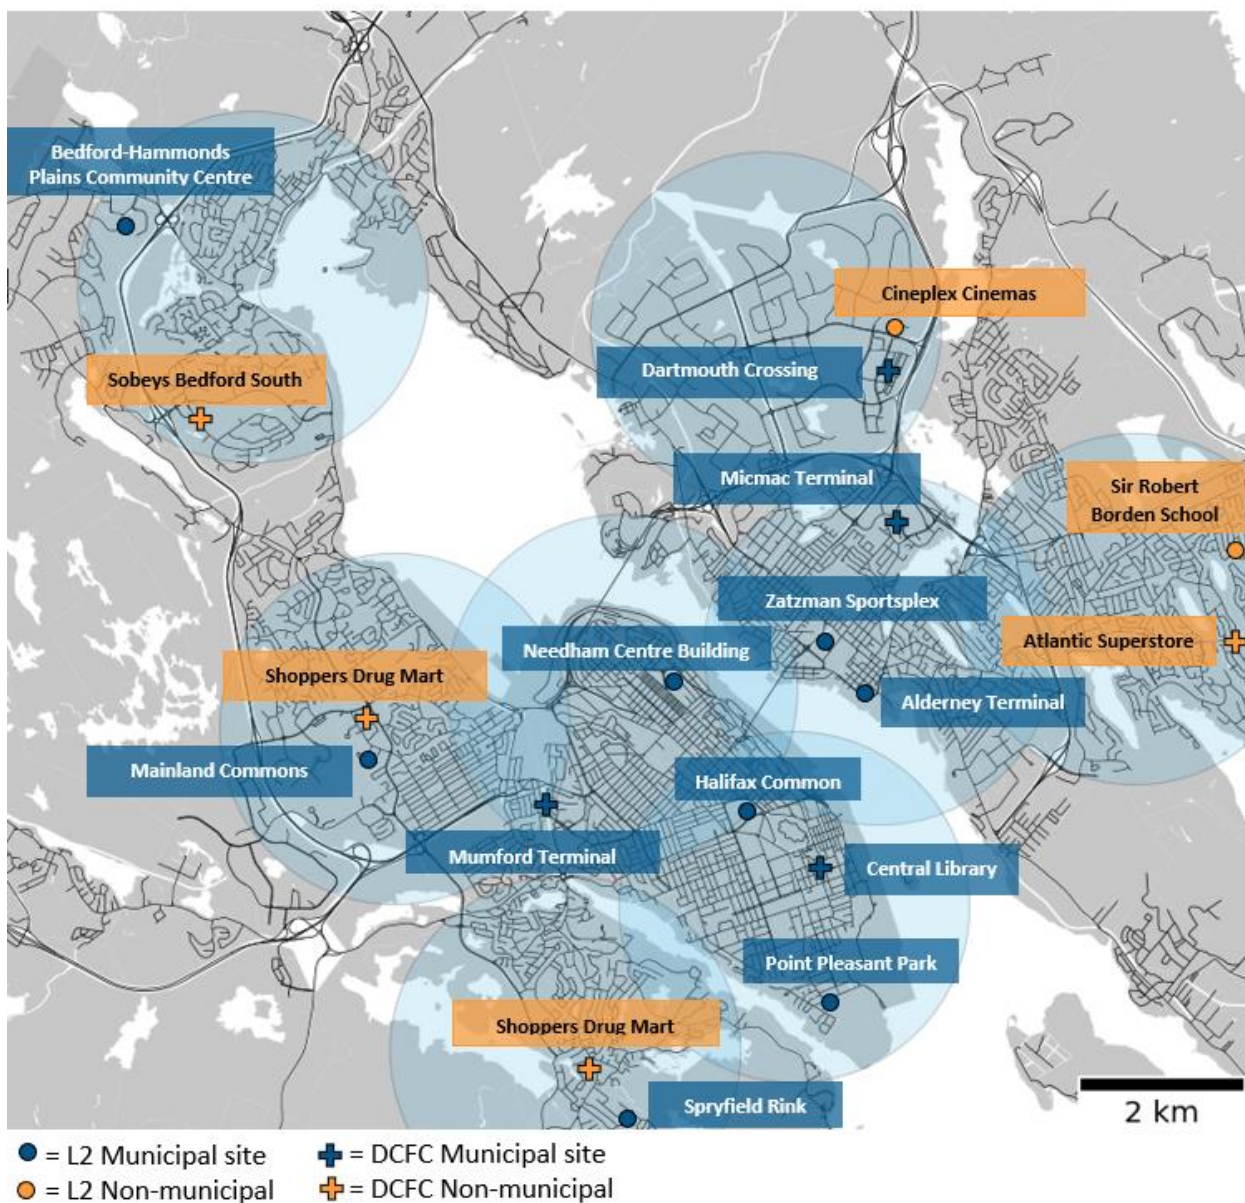 Bedford-Hammonds
Plains Community Centre
Cineplex Cinemas
Dartmouth Crossing
Sobeys Bedford South
Micmac Terminal
Sir Robert
Borden School
Zatzman Sportsplex
Needham Centre Building
Atlantic Superstore
Shoppers Drug Mart
Alderney Terminal
Mainland Commons
Halifax Common
Mumford Terminal
Central Library
Point Pleasant Park
Shoppers Drug Mart
Spryfield Rink
2 km
= L2 Municipal site
= DCFC Municipal site
= L2 Non-municipal
= DCFC Non-municipal